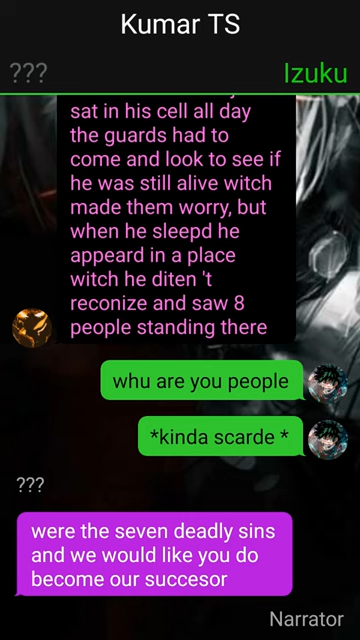 Kumar TS
??? Izuku
sat in his cell all day
the guards had to
come and look to see if
he was still alive witch
made them worry, but
when he sleepd he
appeard in a place
witch he diten 't
reconize and saw 8
people standing there
whu are you people
*kinda scarde *
???
were the seven deadly sins
and we would like you do
become our succesor
Narrator